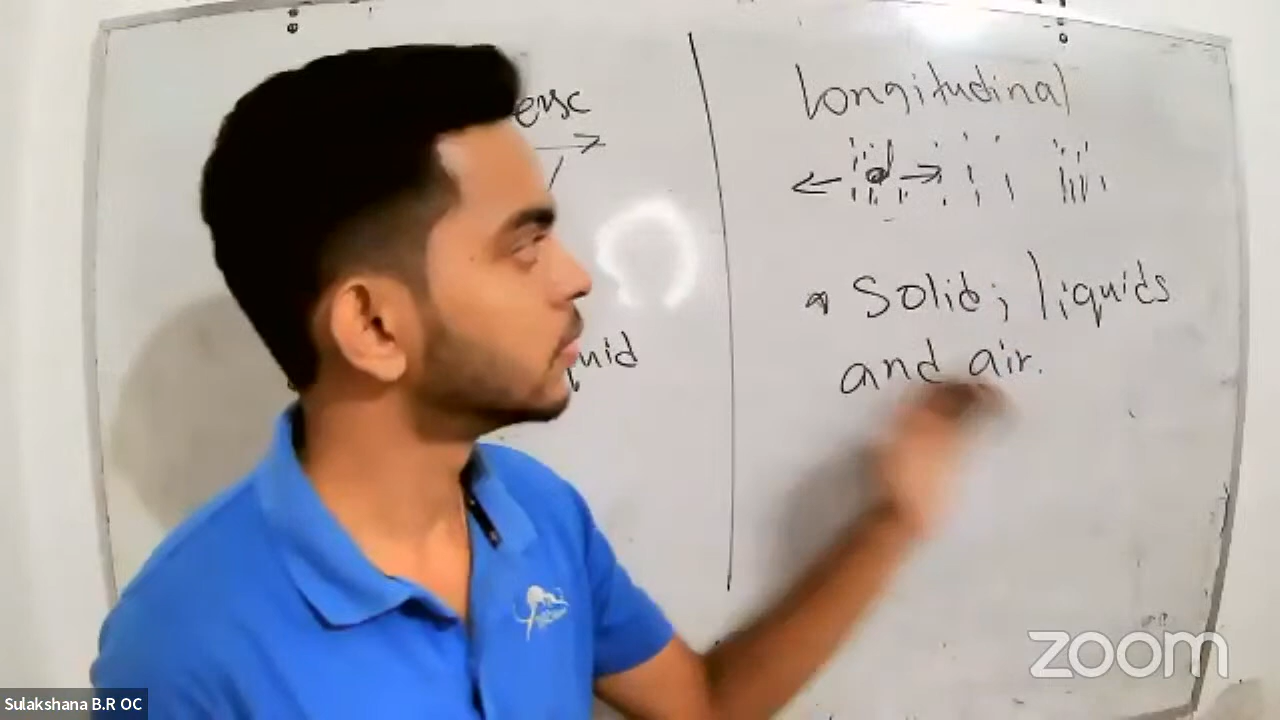 erse
longitudinal
Solid, liquids
and air.
uid
zoom
Sulakshana B.R OC